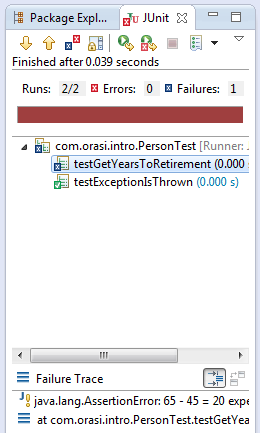 Package Expl... JUnit
Finished after 0.039 seconds
Runs: 2/2 Errors: 0 Failures: 1
com.orasi.intro.PersonTest [Runner:
testGetYearsToRetirement (0.000
testExceptionIsThrown (0.000 s)
Failure Trace
java.lang.AssertionError: 65 - 45 = 20 expe
at com.orasi.intro.PersonTest.testGetYea